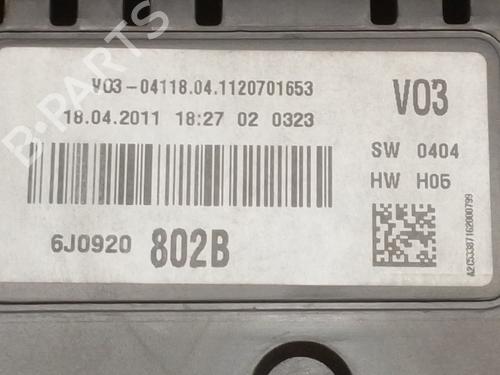 V03-04118.04.1120701653
18.04.2011 18:27 02 0323
6J0920 802B
V03
SW 0404
HW H05
A2C53387162000799
B-PARTS